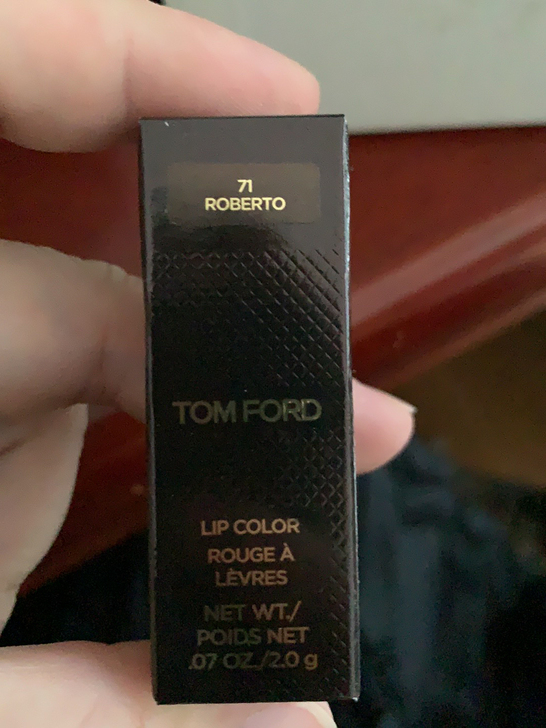 71
ROBERTO
TOM FORD
LIP COLOR
ROUGE À
LÈVRES
NET WT./
POIDS NET
.07 OZ./2.0 g